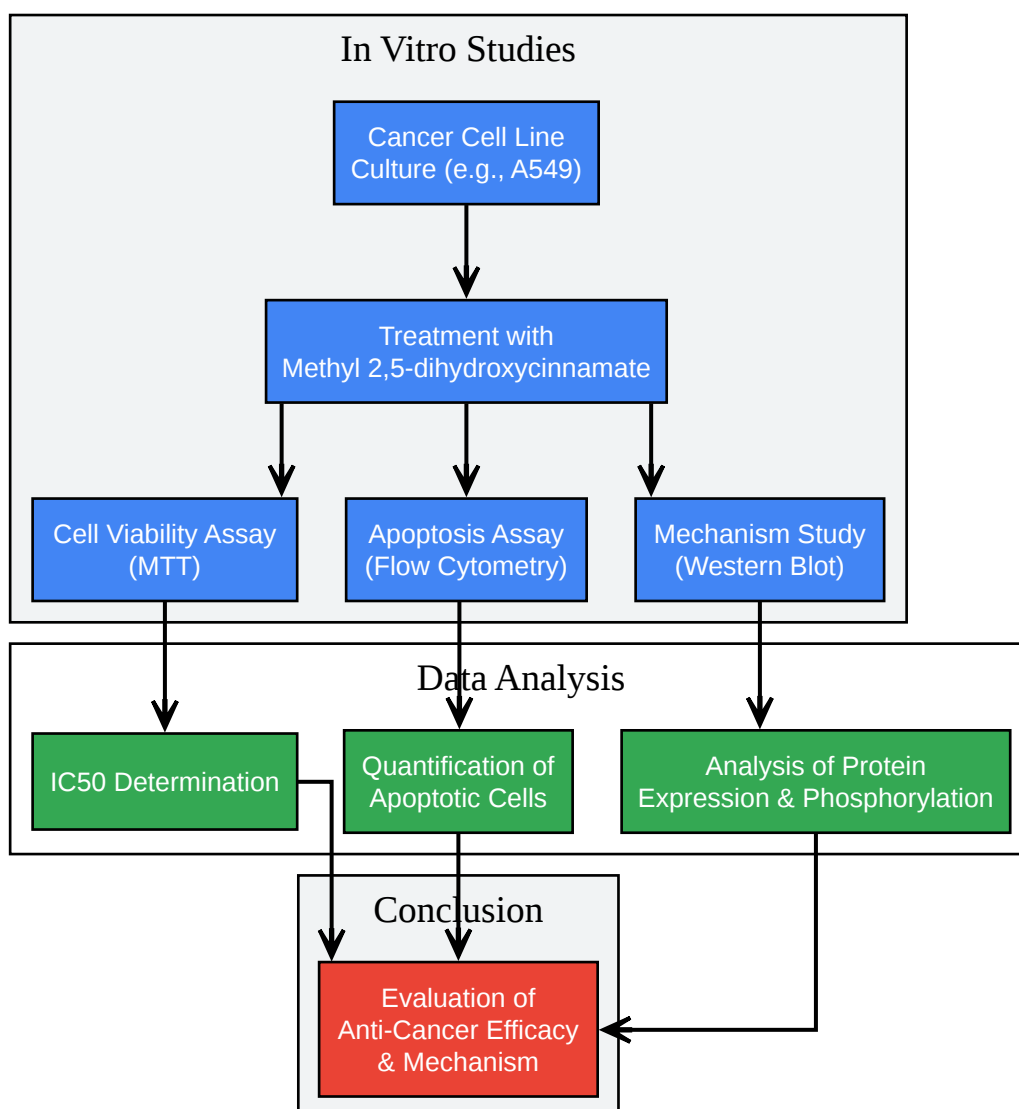 In Vitro Studies
Cancer Cell Line
Culture (e.g., A549)
Treatment with
Methyl 2,5-dihydroxycinnamate
Cell Viability Assay
(MTT)
Apoptosis Assay
(Flow Cytometry)
Mechanism Study
(Western Blot)
Data Analysis
IC50 Determination
Quantification of
Apoptotic Cells
Analysis of Protein
Expression & Phosphorylation
Conclusion
Evaluation of
Anti-Cancer Efficacy
& Mechanism